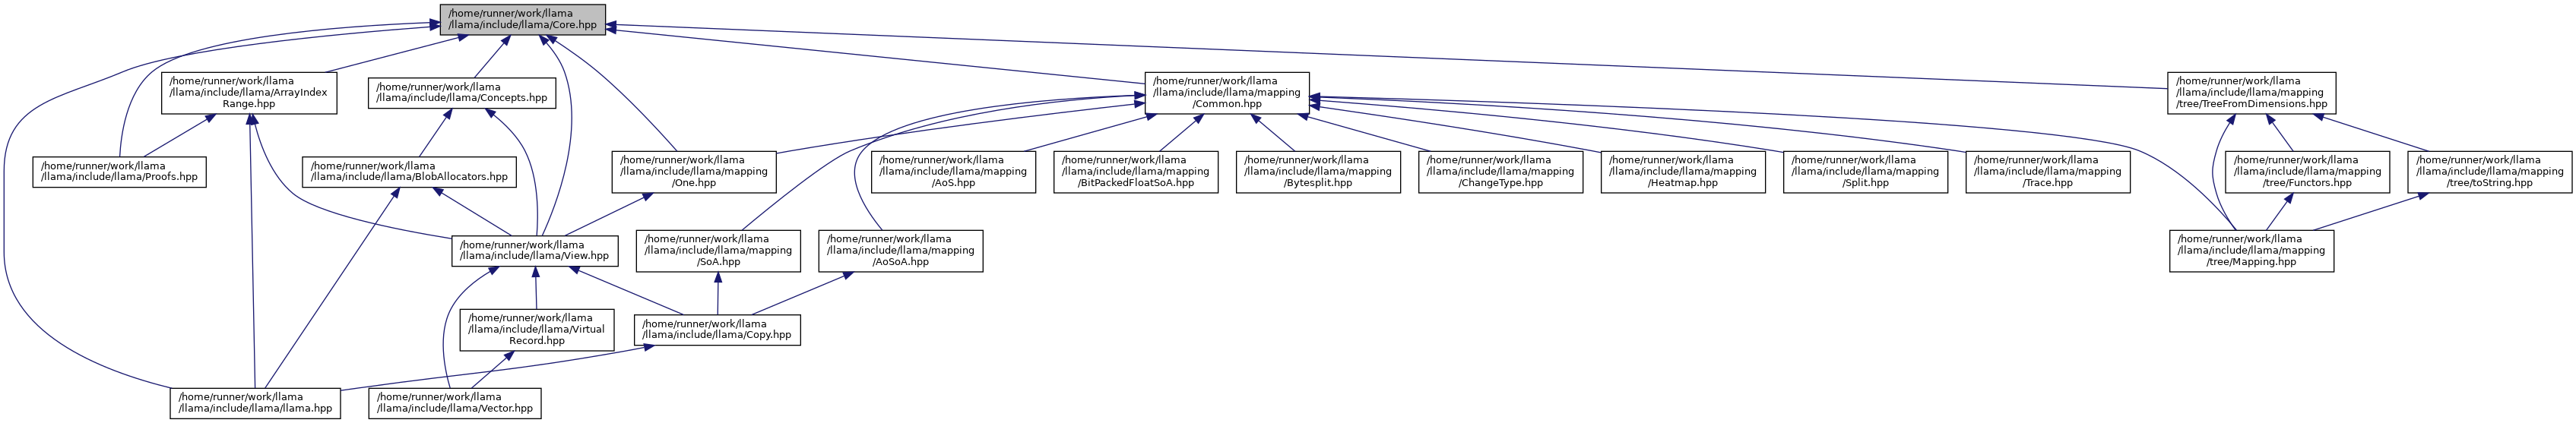 /home/runner/work/llama
/llama/include/llama/Core.hpp
/home/runner/work/llama
/llama/include/llama/ArrayIndex
Range.hpp
/home/runner/work/llama
/llama/include/llama/Concepts.hpp
/home/runner/work/llama
/llama/include/llama/mapping
/Common.hpp
/home/runner/work/llama
/llama/include/llama/mapping
/tree/TreeFromDimensions.hpp
/home/runner/work/llama
/llama/include/llama/Proofs.hpp
/home/runner/work/llama
/llama/include/llama/BlobAllocators.hpp
/home/runner/work/llama
/llama/include/llama/mapping
/One.hpp
/home/runner/work/llama
/llama/include/llama/mapping
/AoS.hpp
/home/runner/work/llama
/llama/include/llama/mapping
/BitPackedFloatSoA.hpp
/home/runner/work/llama
/llama/include/llama/mapping
/Bytesplit.hpp
/home/runner/work/llama
/llama/include/llama/mapping
/ChangeType.hpp
/home/runner/work/llama
/llama/include/llama/mapping
/Heatmap.hpp
/home/runner/work/llama
/llama/include/llama/mapping
/Split.hpp
/home/runner/work/llama
/llama/include/llama/mapping
/Trace.hpp
/home/runner/work/llama
/llama/include/llama/mapping
/tree/Functors.hpp
/home/runner/work/llama
/llama/include/llama/mapping
/tree/toString.hpp
/home/runner/work/llama
/llama/include/llama/View.hpp
/home/runner/work/llama
/llama/include/llama/mapping
/SoA.hpp
/home/runner/work/llama
/llama/include/llama/mapping
/AoSoA.hpp
/home/runner/work/llama
/llama/include/llama/mapping
/tree/Mapping.hpp
/home/runner/work/llama
/llama/include/llama/Virtual
Record.hpp
/home/runner/work/llama
/llama/include/llama/Copy.hpp
/home/runner/work/llama
/llama/include/llama/llama.hpp
/home/runner/work/llama
/llama/include/llama/Vector.hpp